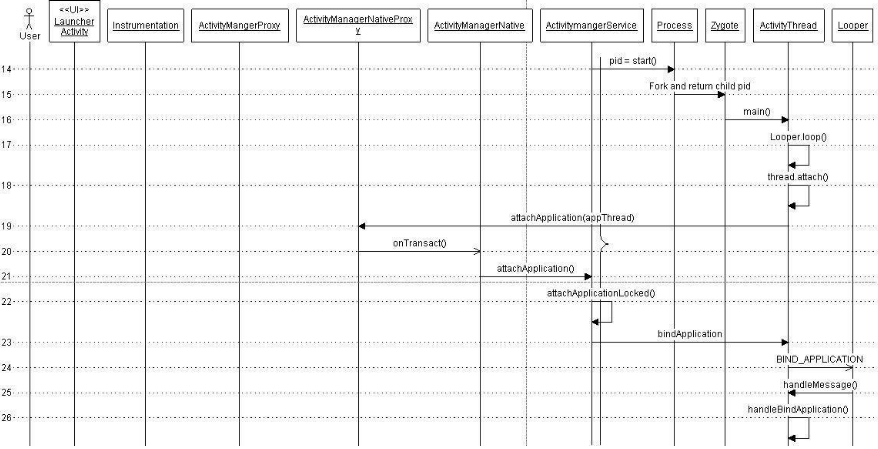 User
<<UI>>
Launcher
Activity
Instrumentation
ActivityMangerProxy
ActivityManagerNativeProx
y
ActivityManagerNative
ActivitymangerService
Process
Zygote
ActivityThread
Looper
14
pid = start()
15
Fork and return child pid
16
main()
17
Looper.loop()
18
thread.attach()
19
attachApplication(appThread)
20
onTransact()
21
attachApplication()
22
attachApplicationLocked()
23
bindApplication
24
BIND_APPLICATION
25
handleMessage()
26
handleBindApplication()